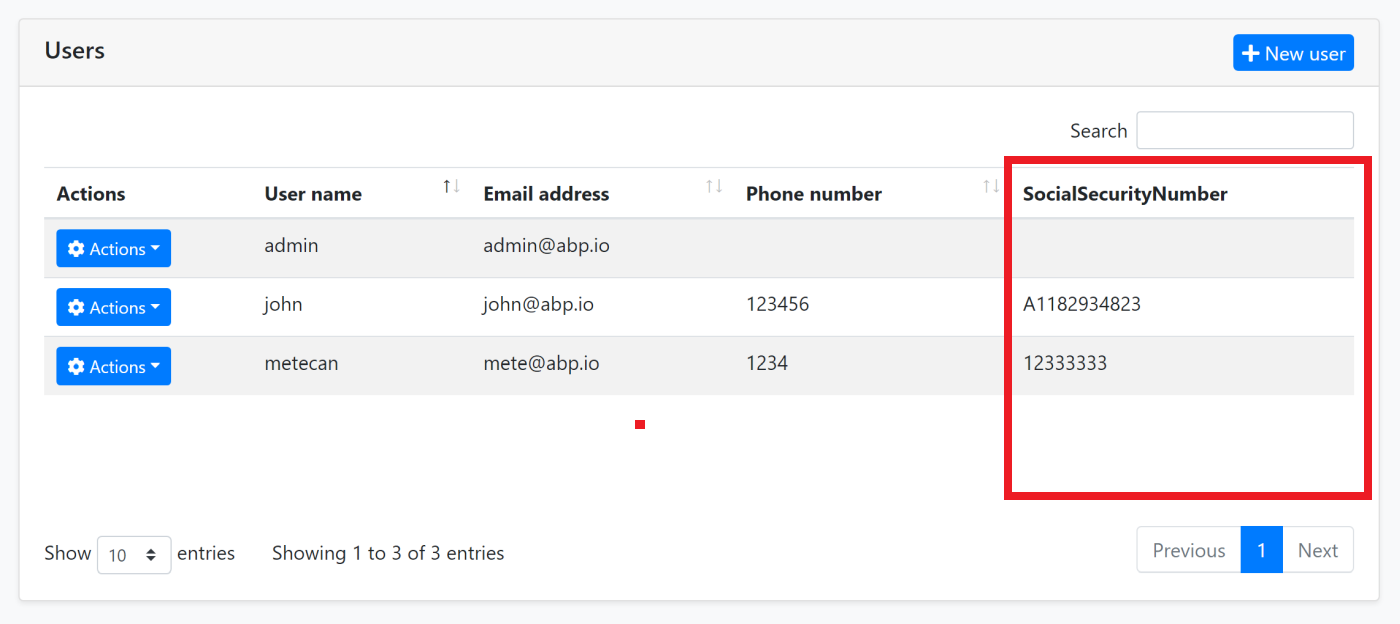 Users
New user
Search
Actions User name Email address Phone number SocialSecurityNumber
Actions admin admin@abp.io
Actions john john@abp.io 123456 A1182934823
Actions metecan mete@abp.io 1234 12333333
Show 10 entries Showing 1 to 3 of 3 entries Previous 1 Next